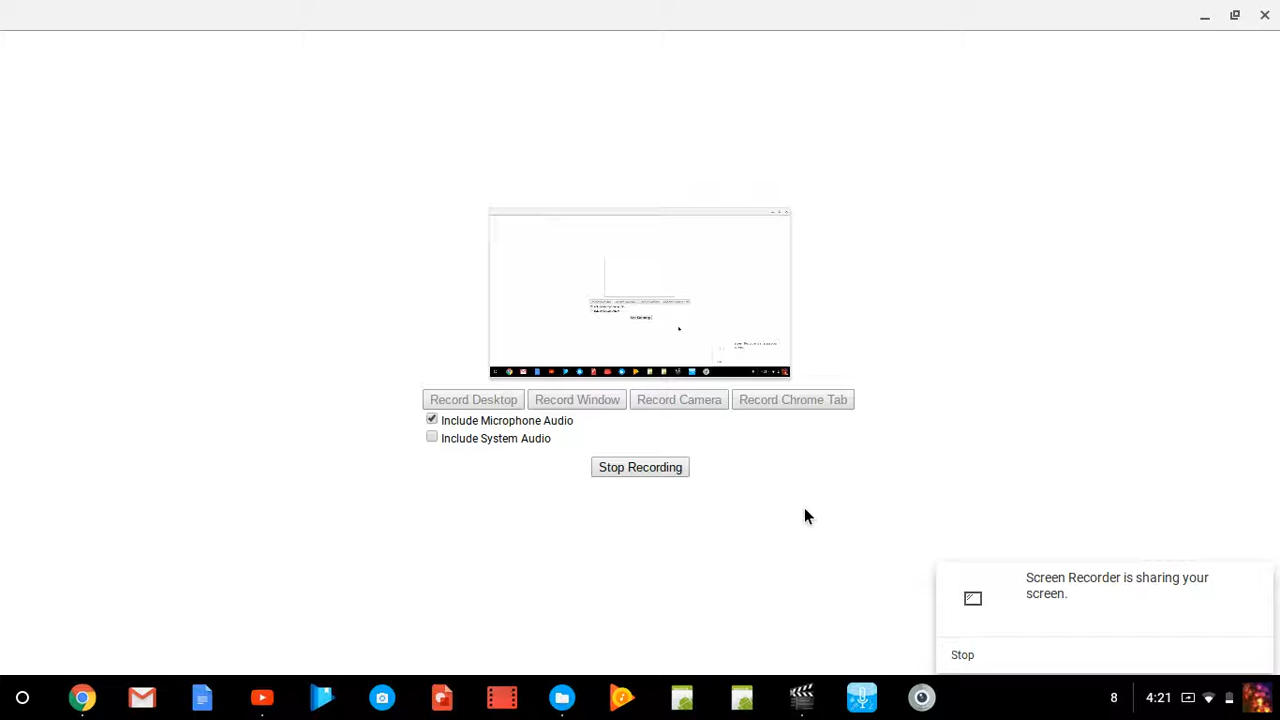 Record Desktop Record Window Record Camera Record Chrome Tab
Include Microphone Audio
Include System Audio
Stop Recording
Screen Recorder is sharing your
screen.
Stop
8 4:21